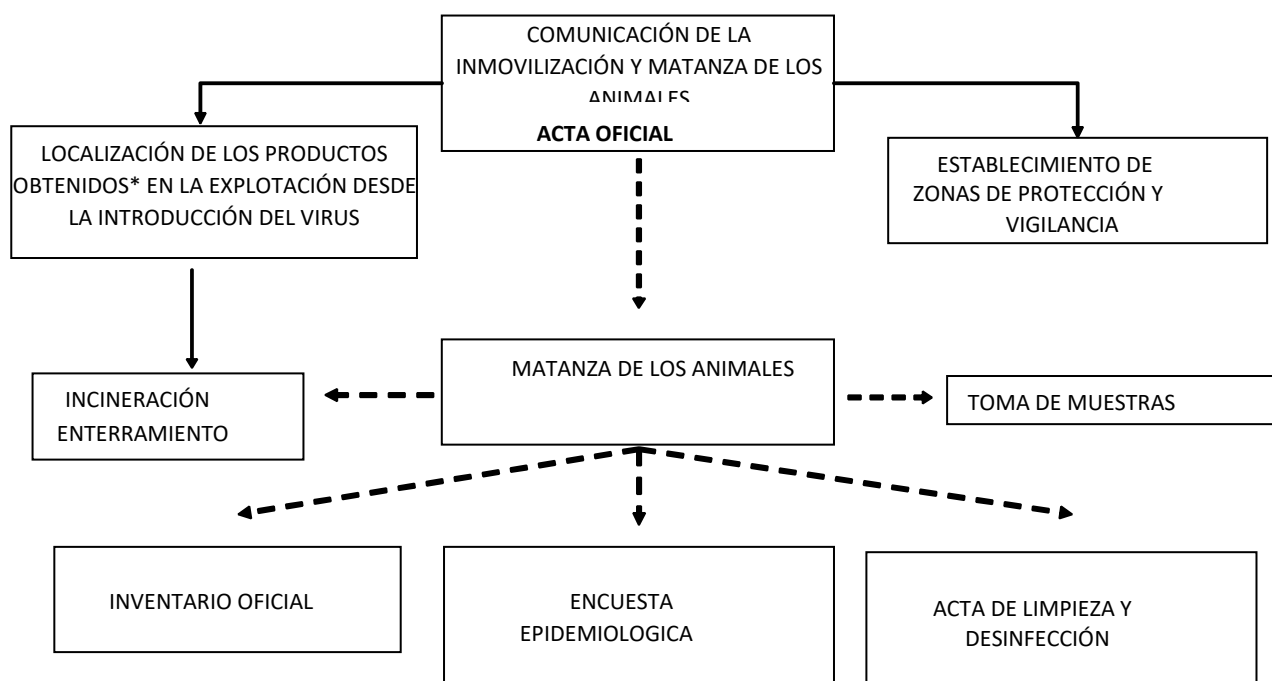 COMUNICACIÓN DE LA
INMOVILIZACIÓN Y MATANZA DE LOS
ANIMALES
ACTA OFICIAL
LOCALIZACIÓN DE LOS PRODUCTOS
OBTENIDOS* EN LA EXPLOTACIÓN DESDE
LA INTRODUCCIÓN DEL VIRUS
ESTABLECIMIENTO DE
ZONAS DE PROTECCIÓN Y
VIGILANCIA
MATANZA DE LOS ANIMALES
INCINERACIÓN
ENTERRAMIENTO
TOMA DE MUESTRAS
INVENTARIO OFICIAL
ENCUESTA
EPIDEMIOLOGICA
ACTA DE LIMPIEZA Y
DESINFECCIÓN